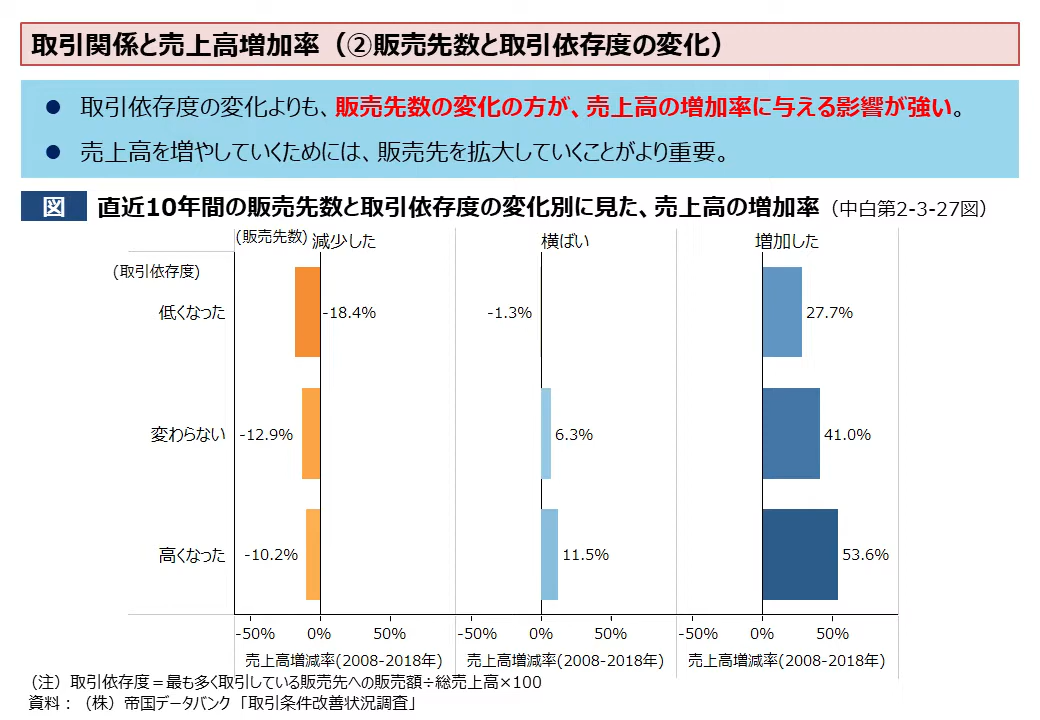 取引関係と売上高増加率（②販売先数と取引依存度の変化）
● 取引依存度の変化よりも、販売先数の変化の方が、売上高の増加率に与える影響が強い。
● 売上高を増やしていくためには、販売先を拡大していくことがより重要。
図 直近10年間の販売先数と取引依存度の変化別に見た、売上高の増加率（中白第2-3-27図）
(販売先数) 減少した 横ばい 増加した
(取引依存度)
低くなった -18.4% -1.3% 27.7%
変わらない -12.9% 6.3% 41.0%
高くなった -10.2% 11.5% 53.6%
-50% 0% 50% -50% 0% 50% -50% 0% 50%
売上高増減率(2008-2018年) 売上高増減率(2008-2018年) 売上高増減率(2008-2018年)
（注）取引依存度＝最も多く取引している販売先への販売額÷総売上高×100
資料：（株）帝国データバンク「取引条件改善状況調査」